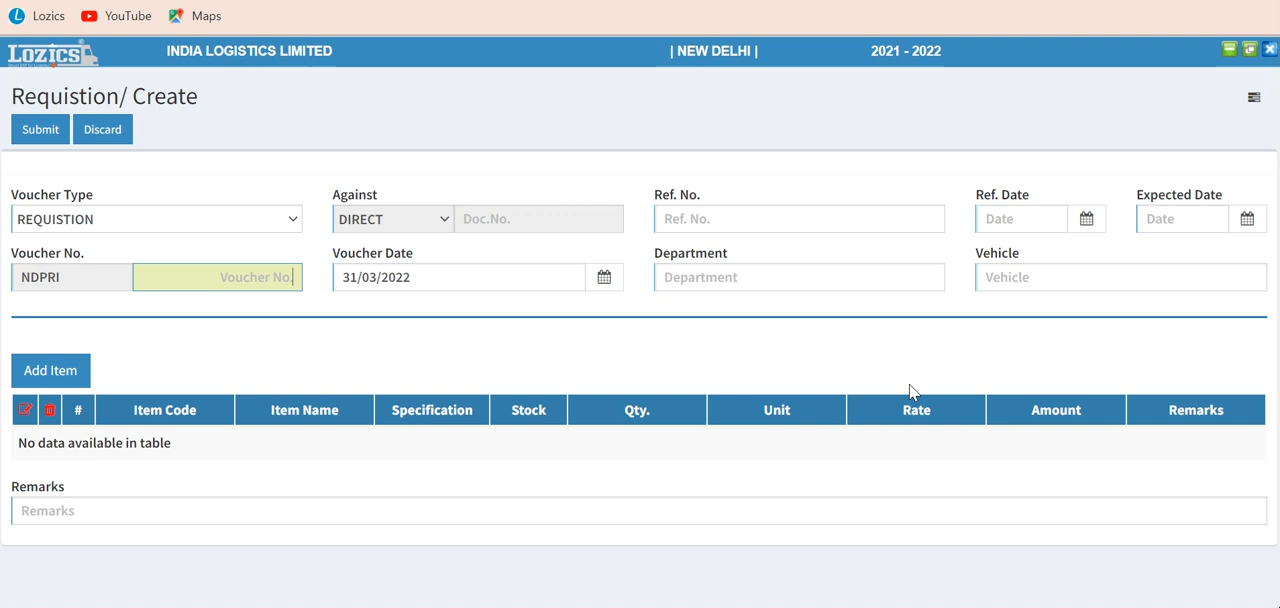 Lozics YouTube Maps
LOZICS INDIA LOGISTICS LIMITED | NEW DELHI | 2021 - 2022
Requistion/ Create
Submit Discard
Voucher Type Against Ref. No. Ref. Date Expected Date
REQUISTION DIRECT Doc.No. Ref. No. Date Date
Voucher No. Voucher Date Department Vehicle
NDPRI Voucher No. 31/03/2022 Department Vehicle
Add Item
# Item Code Item Name Specification Stock Qty. Unit Rate Amount Remarks
No data available in table
Remarks
Remarks